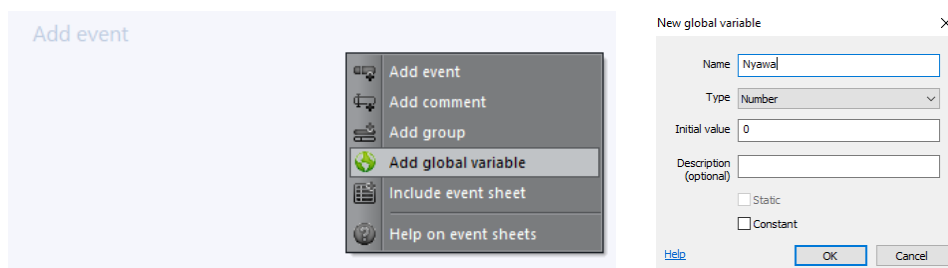 Add event
Add event
Add comment
Add group
Add global variable
Include event sheet
Help on event sheets
New global variable
Name Nyawa
Type Number
Initial value 0
Description
(optional)
Static
Constant
Help OK Cancel